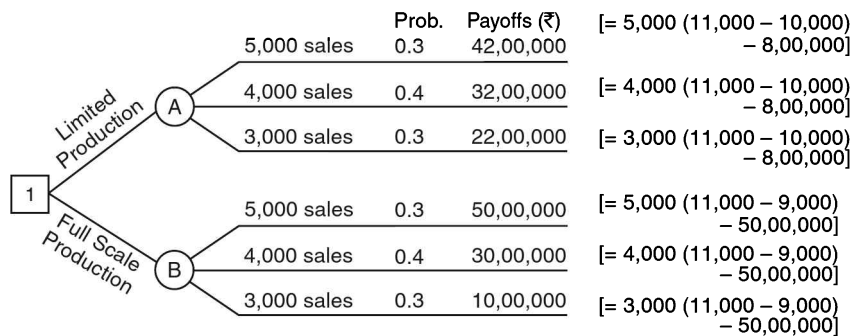 Prob. Payoffs (₹) [= 5,000 (11,000 – 10,000)
5,000 sales 0.3 42,00,000 – 8,00,000]
4,000 sales 0.4 32,00,000 [= 4,000 (11,000 – 10,000)
– 8,00,000]
3,000 sales 0.3 22,00,000 [= 3,000 (11,000 – 10,000)
– 8,00,000]
Limited
Production
A
1
Full Scale
Production
B
5,000 sales 0.3 50,00,000 [= 5,000 (11,000 – 9,000)
– 50,00,000]
4,000 sales 0.4 30,00,000 [= 4,000 (11,000 – 9,000)
– 50,00,000]
3,000 sales 0.3 10,00,000 [= 3,000 (11,000 – 9,000)
– 50,00,000]